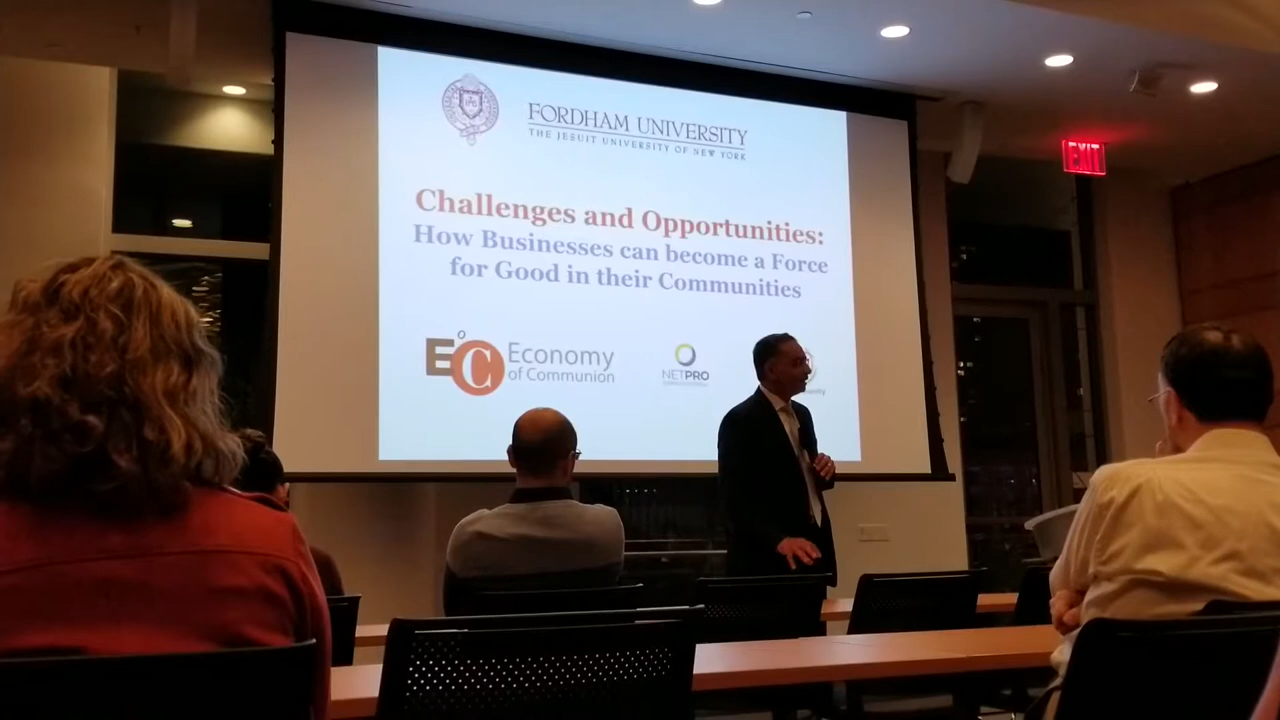 FORDHAM UNIVERSITY
THE JESUIT UNIVERSITY OF NEW YORK
Challenges and Opportunities:
How Businesses can become a Force
for Good in their Communities
EoC
Economy
of Communion
NETPRO
EXIT